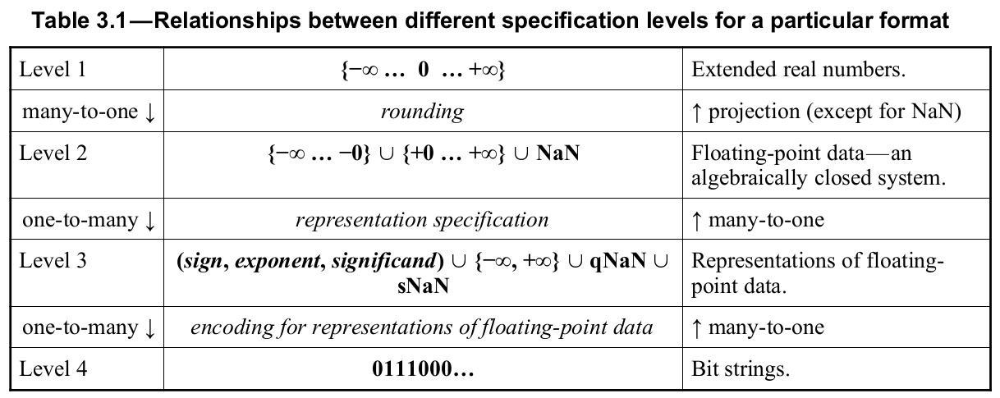 Table 3.1—Relationships between different specification levels for a particular format
Level 1 {−∞ … 0 … +∞} Extended real numbers.
many-to-one ↓ rounding ↑ projection (except for NaN)
Level 2 {−∞ … −0} ∪ {+0 … +∞} ∪ NaN Floating-point data—an
algebraically closed system.
one-to-many ↓ representation specification ↑ many-to-one
Level 3 (sign, exponent, significand) ∪ {−∞, +∞} ∪ qNaN ∪ Representations of floating-
sNaN point data.
one-to-many ↓ encoding for representations of floating-point data ↑ many-to-one
Level 4 0111000… Bit strings.